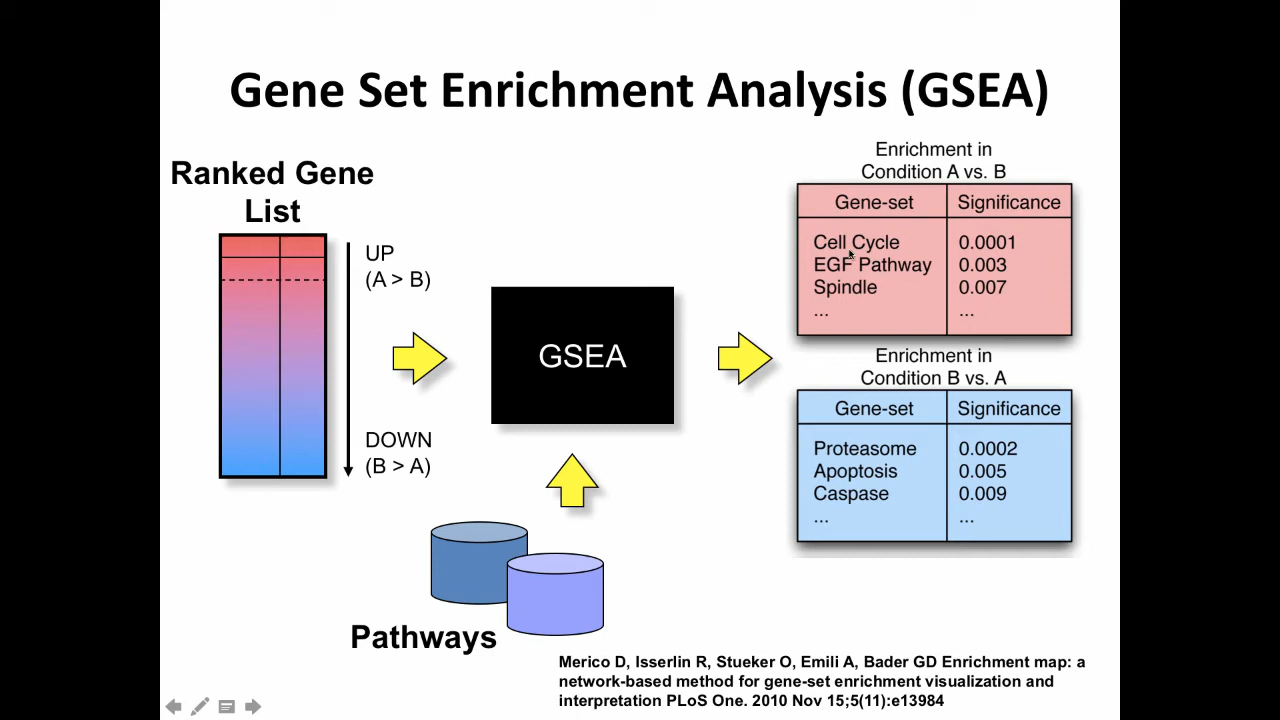 Gene Set Enrichment Analysis (GSEA)
Ranked Gene
List
UP
(A > B)
DOWN
(B > A)
GSEA
Pathways
Enrichment in
Condition A vs. B
Gene-set Significance
Cell Cycle 0.0001
EGF Pathway 0.003
Spindle 0.007
... ...
Enrichment in
Condition B vs. A
Gene-set Significance
Proteasome 0.0002
Apoptosis 0.005
Caspase 0.009
... ...
Merico D, Isserlin R, Stueker O, Emili A, Bader GD Enrichment map: a
network-based method for gene-set enrichment visualization and
interpretation PLoS One. 2010 Nov 15;5(11):e13984